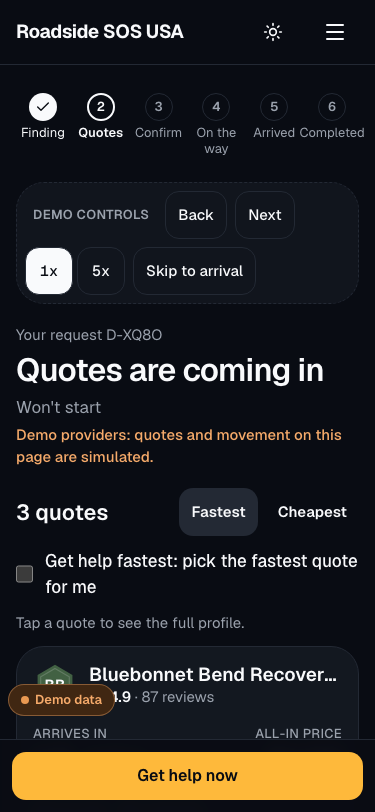 Roadside SOS USA
2 3 4 5 6
Finding Quotes Confirm On the way Arrived Completed
DEMO CONTROLS Back Next
1x 5x Skip to arrival
Your request D-XQ8O
Quotes are coming in
Won't start
Demo providers: quotes and movement on this
page are simulated.
3 quotes Fastest Cheapest
Get help fastest: pick the fastest quote
for me
Tap a quote to see the full profile.
Bluebonnet Bend Recover...
4.9 · 87 reviews
Demo data
ARRIVES IN ALL-IN PRICE
Get help now